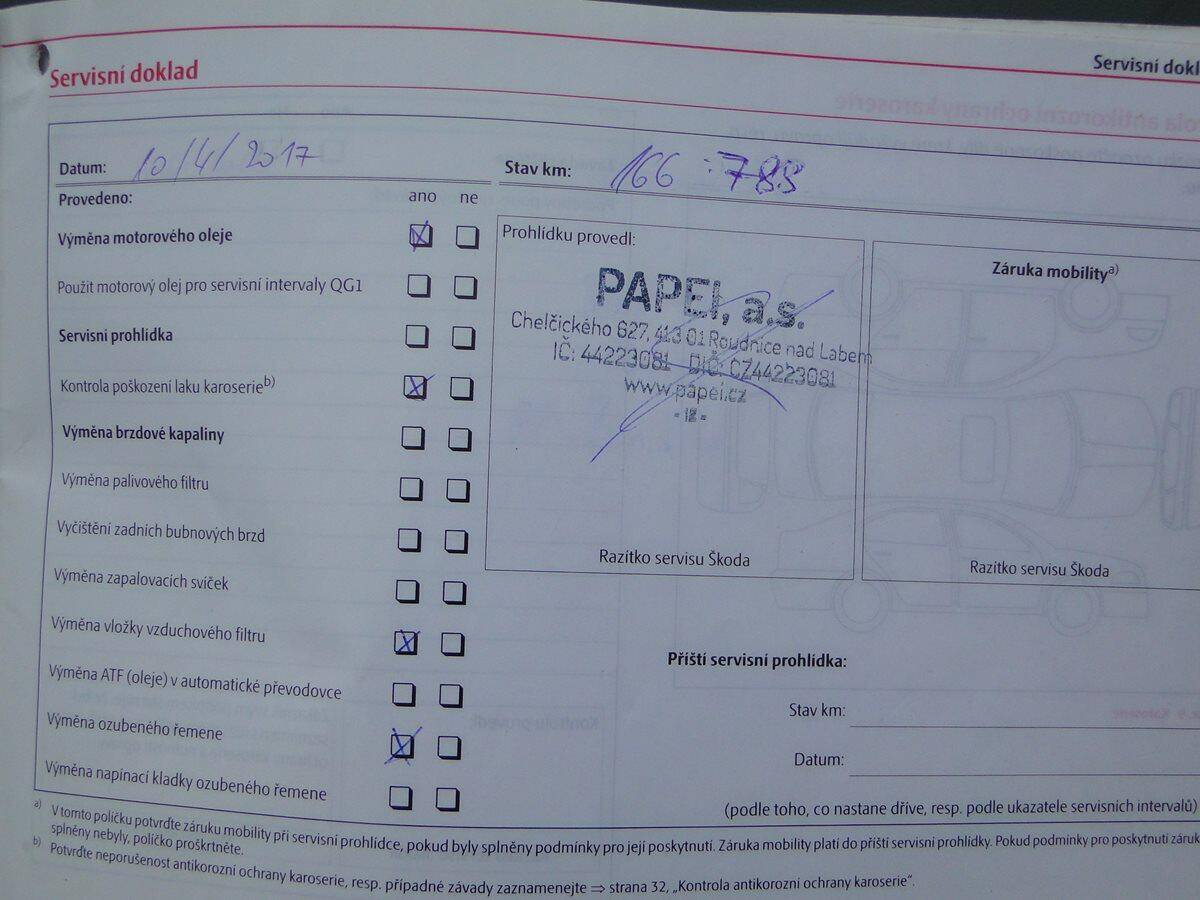 Servisní dokl
Servisní doklad
Datum: 10/4/2017
Stav km: 166 788
Provedeno: ano ne
Výměna motorového oleje
Použit motorový olej pro servisní intervaly QG1
Servisní prohlídka
Kontrola poškození laku karoserie b)
Výměna brzdové kapaliny
Výměna palivového filtru
Vyčištění zadních bubnových brzd
Výměna zapalovacích svíček
Výměna vložky vzduchového filtru
Výměna ATF (oleje) v automatické převodovce
Výměna ozubeného řemene
Výměna napínací kladky ozubeného řemene
Prohlídku provedl:
PAPEI, a.s.
Chelčického 627, 413 01 Roudnice nad Labem
IČ: 44223081 DIČ: CZ44223081
www.papei.cz
- 12 -
Razítko servisu Škoda
Záruka mobility a)
Razítko servisu Škoda
Příští servisní prohlídka:
Stav km:
Datum:
(podle toho, co nastane dříve, resp. podle ukazatele servisních intervalů)
a) V tomto políčku potvrďte záruku mobility při servisní prohlídce, pokud byly splněny podmínky pro její poskytnutí. Záruka mobility platí do příští servisní prohlídky. Pokud podmínky pro poskytnutí záruk
splněny nebyly, políčko proškrtněte.
b) Potvrďte neporušenost antikorozní ochrany karoserie, resp. případné závady zaznamenejte ⇒ strana 32, „Kontrola antikorozní ochrany karoserie“.